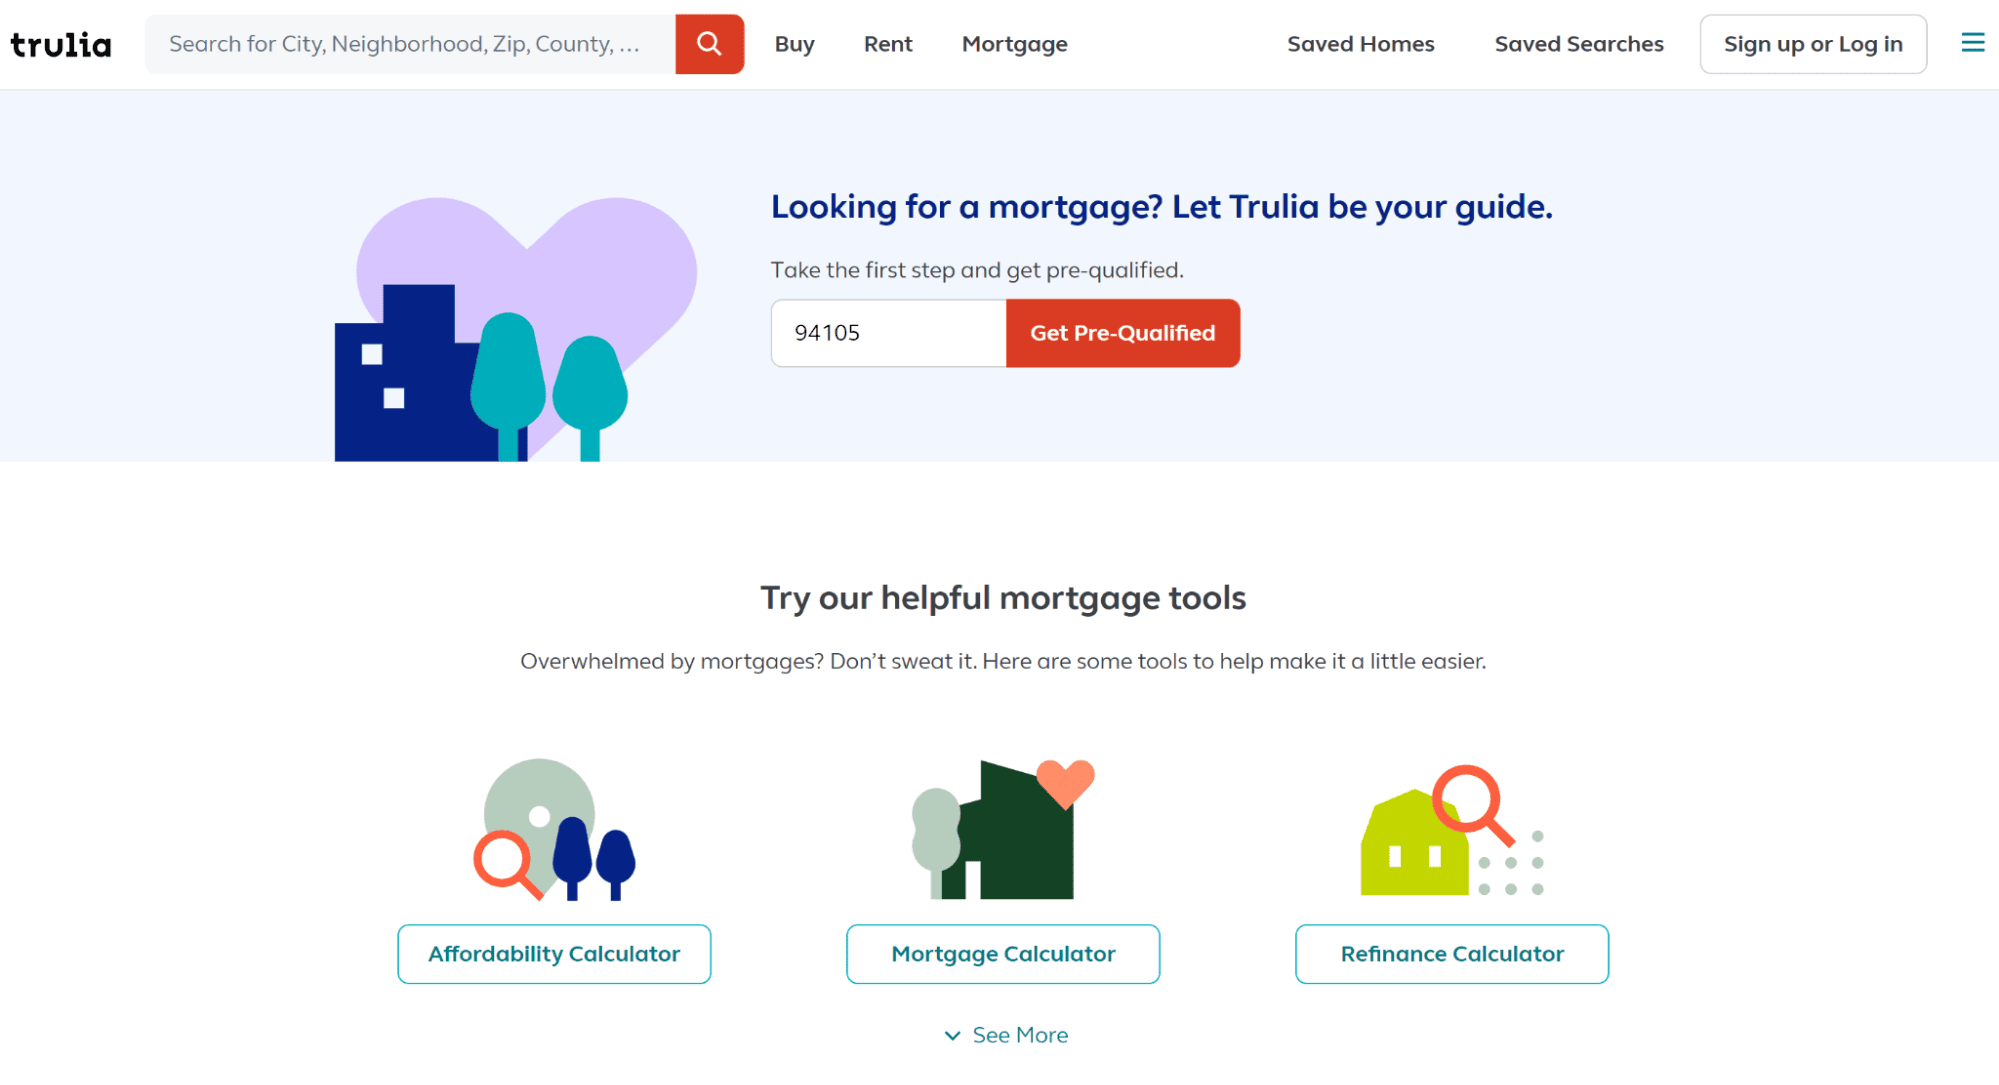 trulia
Search for City, Neighborhood, Zip, County, ...
Buy
Rent
Mortgage
Saved Homes
Saved Searches
Sign up or Log in
Looking for a mortgage? Let Trulia be your guide.
Take the first step and get pre-qualified.
94105
Get Pre-Qualified
Try our helpful mortgage tools
Overwhelmed by mortgages? Don’t sweat it. Here are some tools to help make it a little easier.
Affordability Calculator
Mortgage Calculator
Refinance Calculator
See More